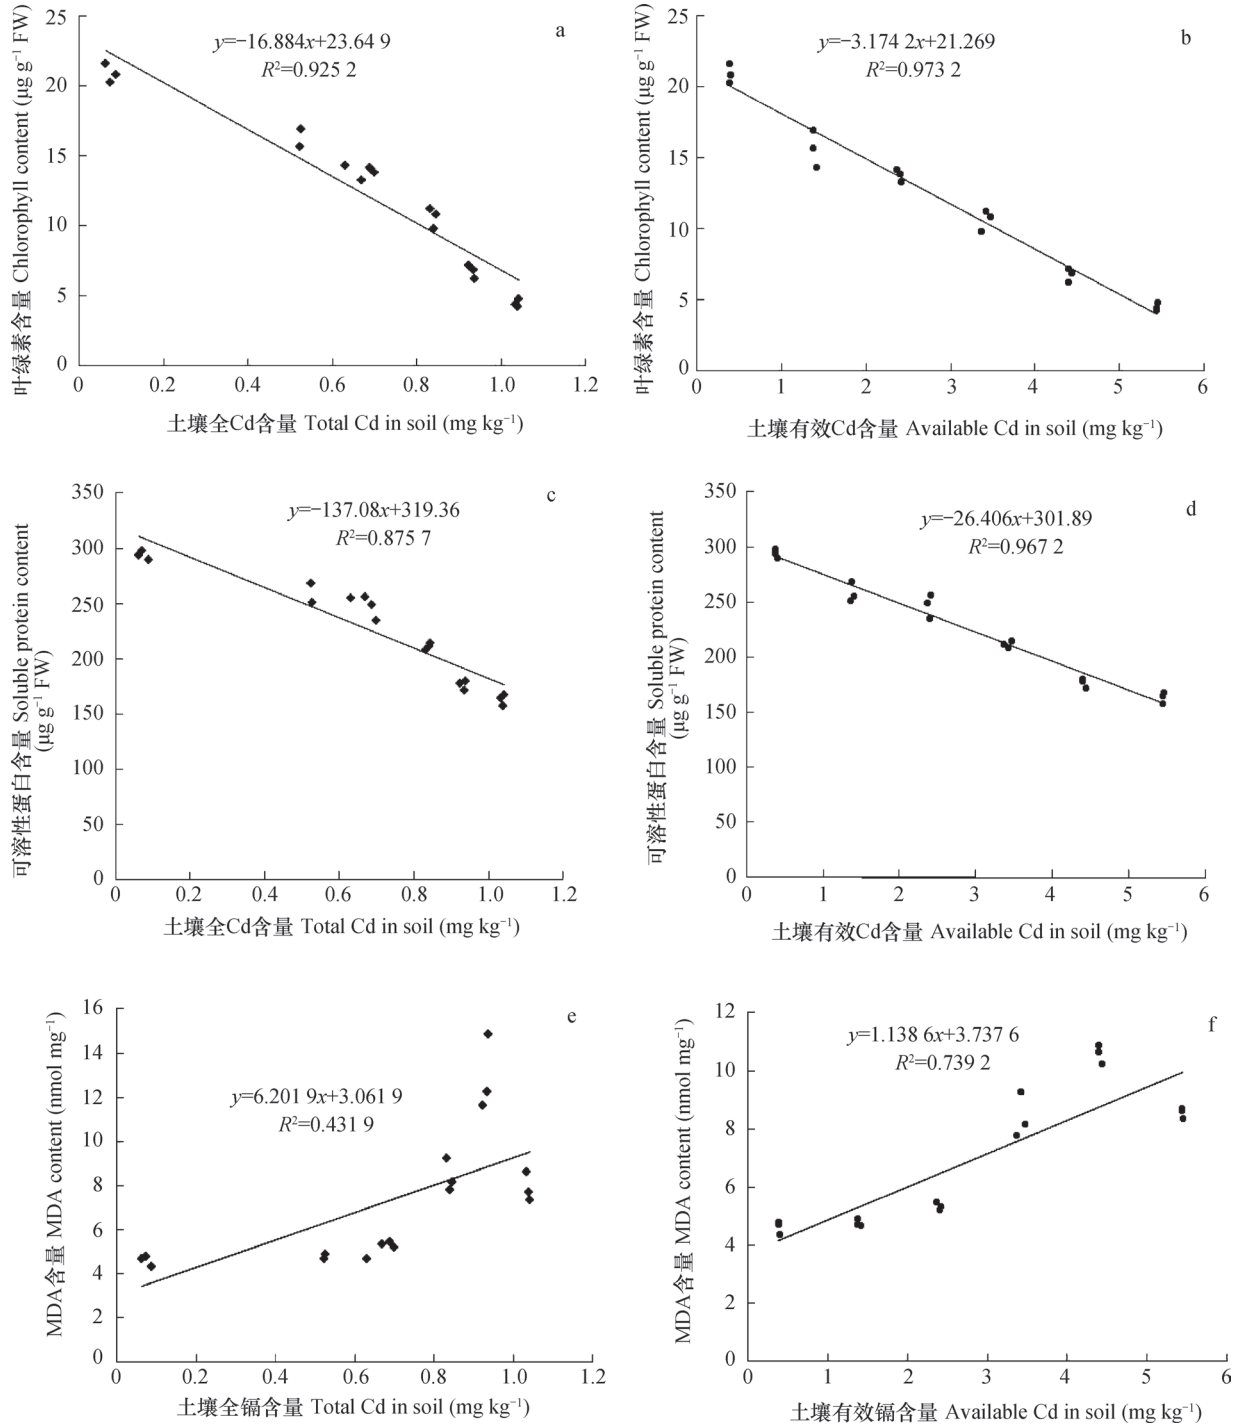 a
y=−16.884x+23.64 9
R²=0.925 2
25
20
15
10
5
0
0 0.2 0.4 0.6 0.8 1.0 1.2
叶绿素含量 Chlorophyll content (μg g⁻¹ FW)
土壤全Cd含量 Total Cd in soil (mg kg⁻¹)
b
y=−3.174 2x+21.269
R²=0.973 2
25
20
15
10
5
0
0 1 2 3 4 5 6
叶绿素含量 Chlorophyll content (μg g⁻¹ FW)
土壤有效Cd含量 Available Cd in soil (mg kg⁻¹)
c
y=−137.08x+319.36
R²=0.875 7
350
300
250
200
150
100
50
0
0 0.2 0.4 0.6 0.8 1.0 1.2
可溶性蛋白含量 Soluble protein content
(μg g⁻¹ FW)
土壤全Cd含量 Total Cd in soil (mg kg⁻¹)
d
y=−26.406x+301.89
R²=0.967 2
350
300
250
200
150
100
50
0
0 1 2 3 4 5 6
可溶性蛋白含量 Soluble protein content
(μg g⁻¹ FW)
土壤有效Cd含量 Available Cd in soil (mg kg⁻¹)
e
y=6.201 9x+3.061 9
R²=0.431 9
16
14
12
10
8
6
4
2
0
0 0.2 0.4 0.6 0.8 1.0 1.2
MDA含量 MDA content (nmol mg⁻¹)
土壤全镉含量 Total Cd in soil (mg kg⁻¹)
f
y=1.138 6x+3.737 6
R²=0.739 2
12
10
8
6
4
2
0
0 1 2 3 4 5 6
MDA含量 MDA content (nmol mg⁻¹)
土壤有效镉含量 Available Cd in soil (mg kg⁻¹)